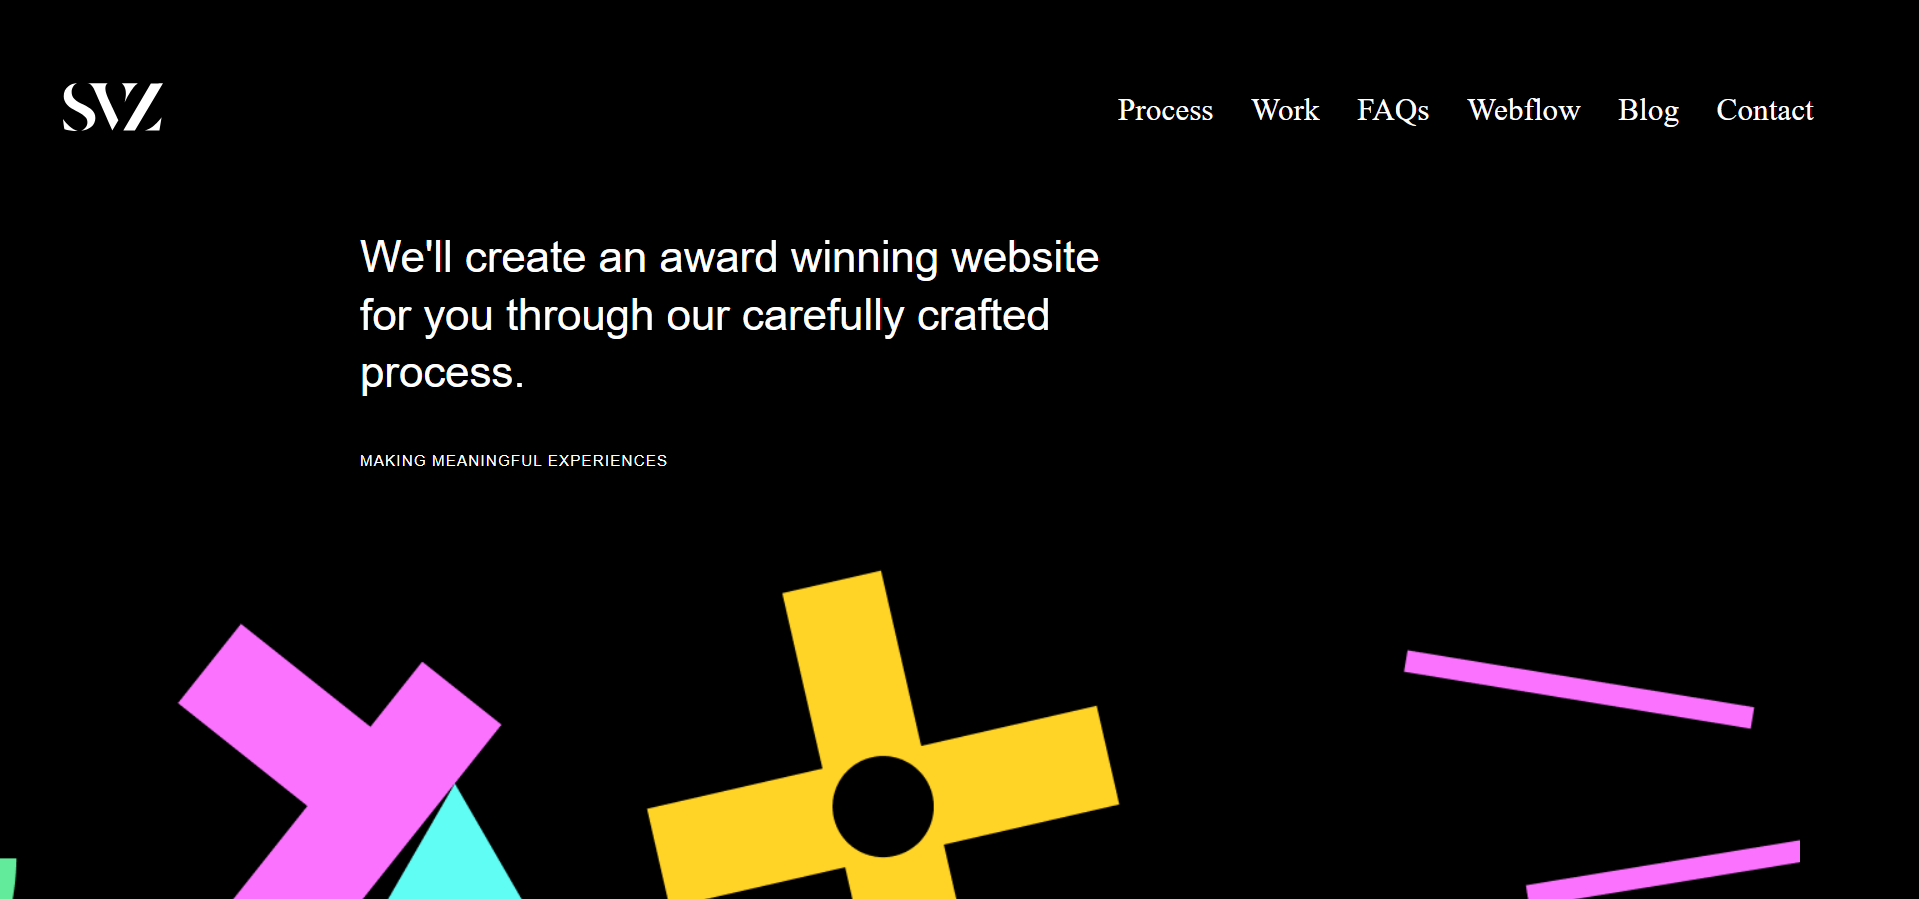 SVZ
Process Work FAQs Webflow Blog Contact
We'll create an award winning website
for you through our carefully crafted
process.
MAKING MEANINGFUL EXPERIENCES